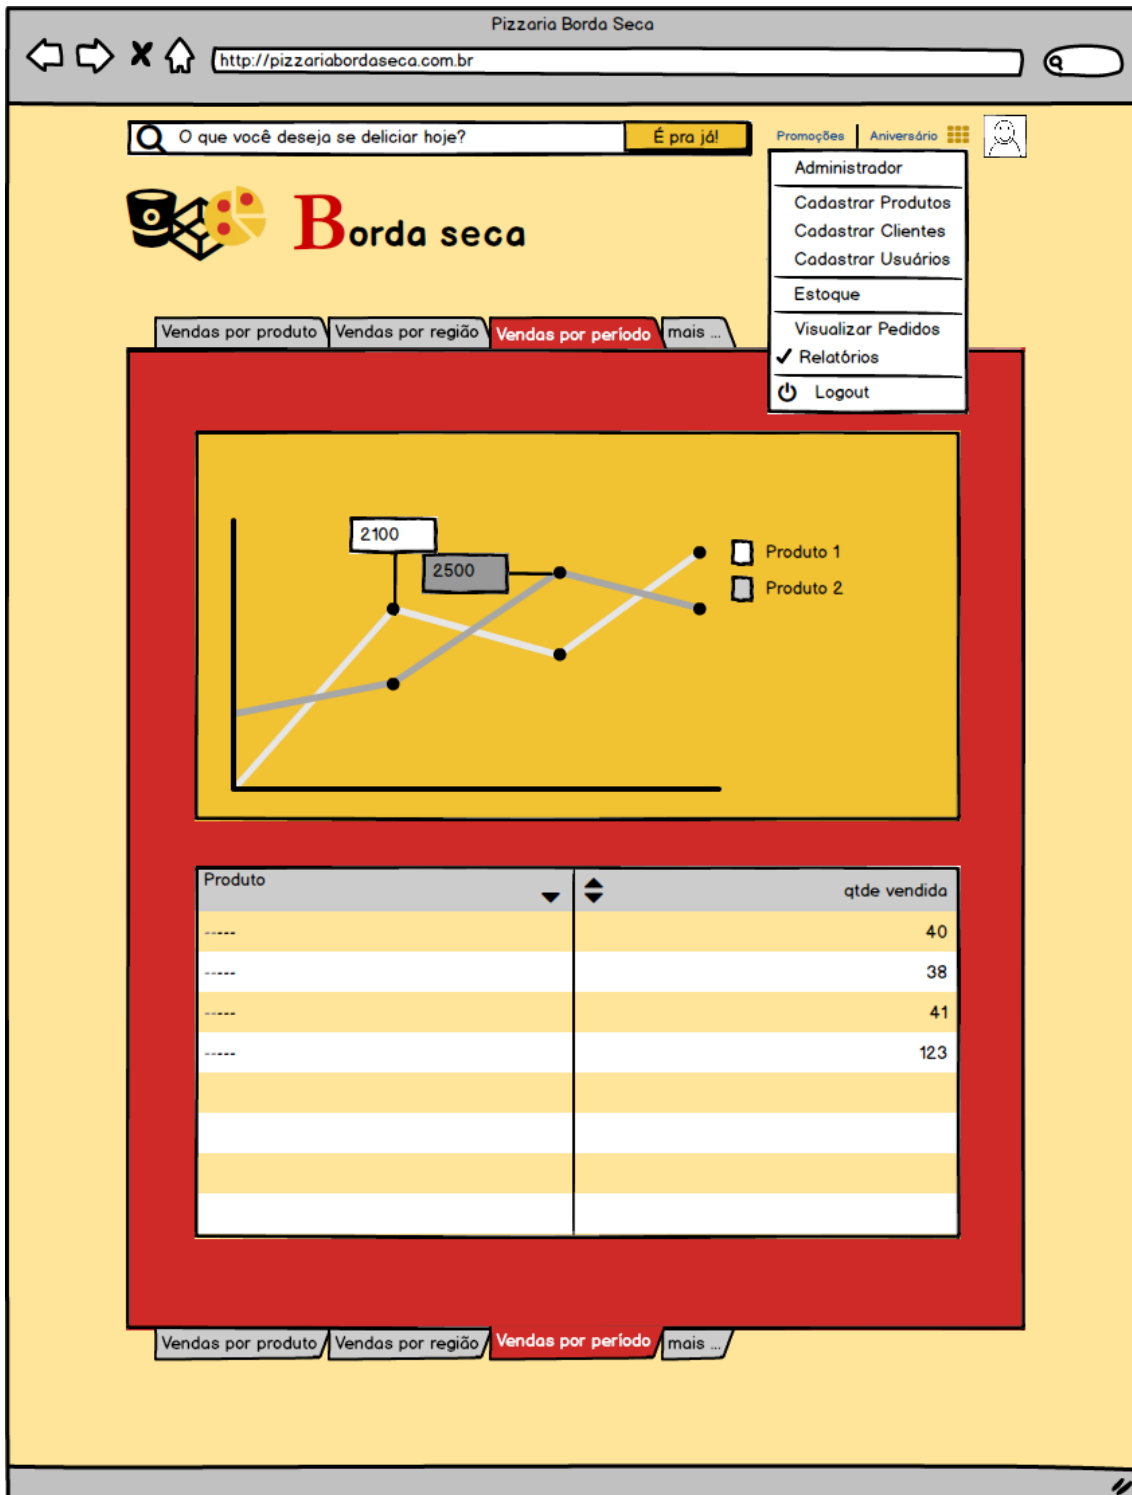 Pizzaria Borda Seca
http://pizzariabordaseca.com.br
O que você deseja se deliciar hoje?
É pra já!
Promoções
Aniversário
Administrador
Cadastrar Produtos
Cadastrar Clientes
Cadastrar Usuários
Estoque
Visualizar Pedidos
Relatórios
Logout
Borda seca
Vendas por produto
Vendas por região
Vendas por período
mais ...
2100
2500
Produto 1
Produto 2
Produto
qtde vendida
----- 40
----- 38
----- 41
----- 123
Vendas por produto
Vendas por região
Vendas por período
mais ...